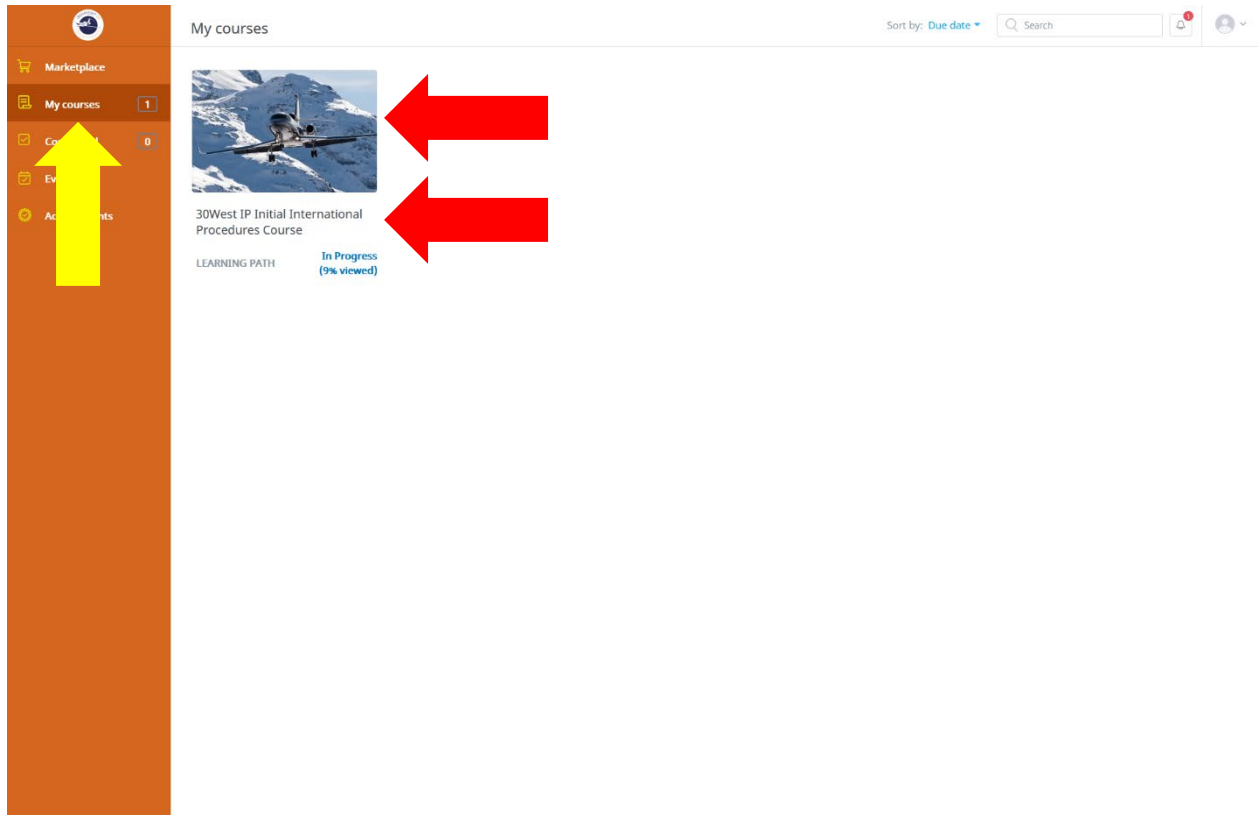 My courses
Sort by: Due date
Search
1
Marketplace
My courses 1
0
30West IP Initial International
Procedures Course
LEARNING PATH
In Progress
(9% viewed)